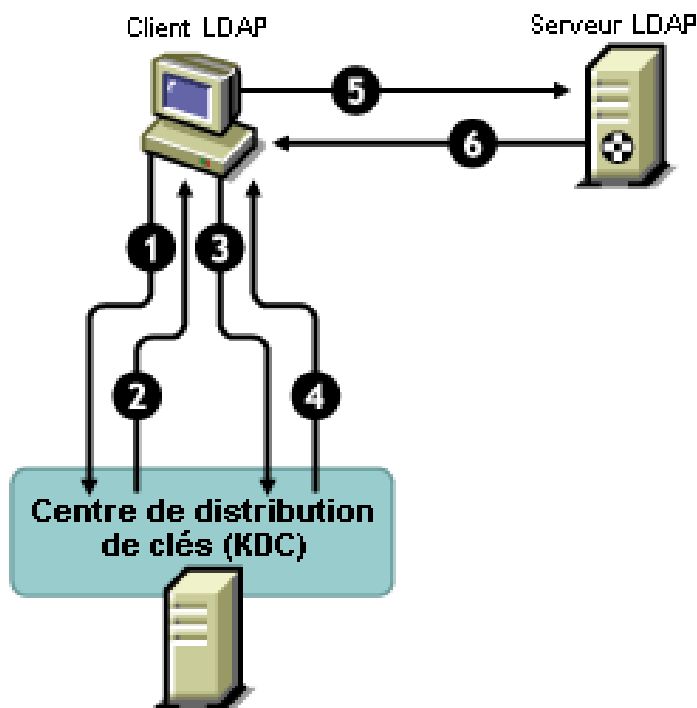 Client LDAP
Serveur LDAP
5
6
1
3
2
4
Centre de distribution
de clés (KDC)